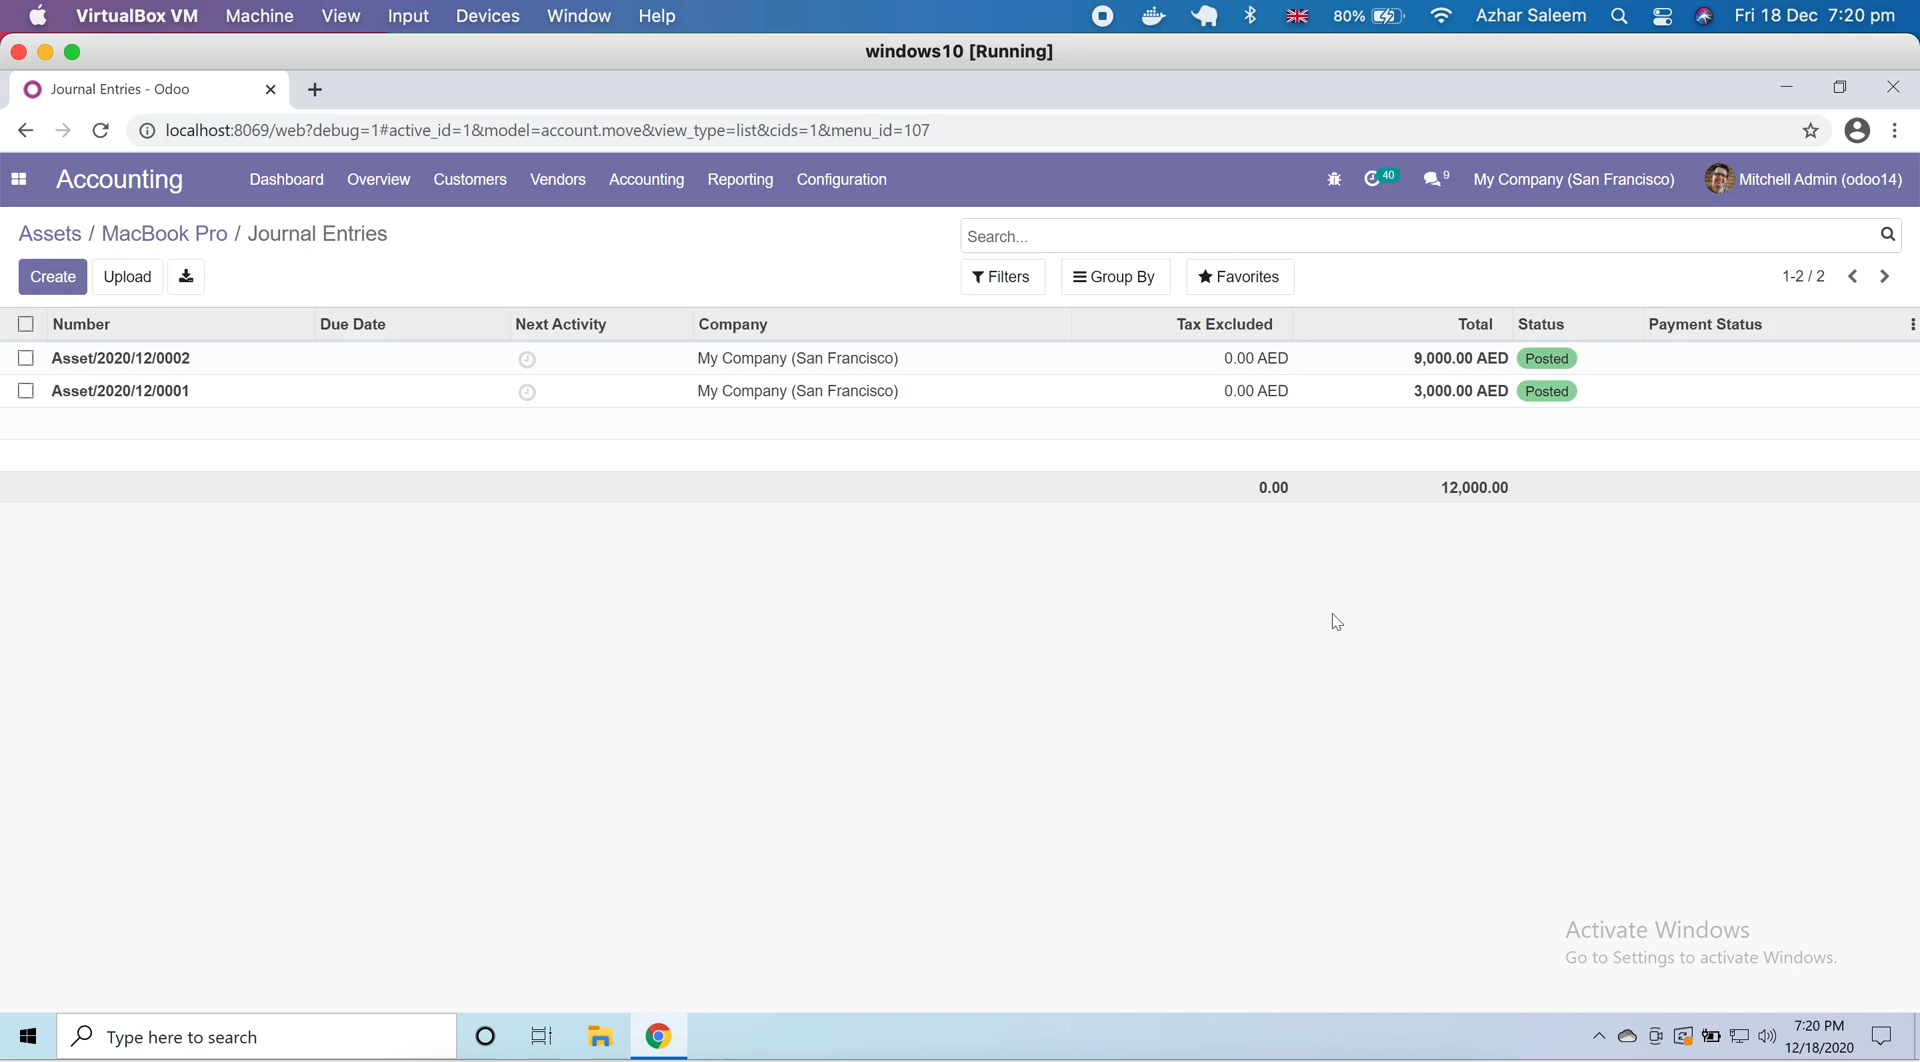 VirtualBox VM Machine View Input Devices Window Help 80% Azhar Saleem Fri 18 Dec 7:20 pm
windows10 [Running]
Journal Entries - Odoo
localhost:8069/web?debug=1#active_id=1&model=account.move&view_type=list&cids=1&menu_id=107
Accounting Dashboard Overview Customers Vendors Accounting Reporting Configuration 40 9 My Company (San Francisco) Mitchell Admin (odoo14)
Assets / MacBook Pro / Journal Entries
Search...
Create Upload Filters Group By Favorites 1-2 / 2
Number Due Date Next Activity Company Tax Excluded Total Status Payment Status
Asset/2020/12/0002 My Company (San Francisco) 0.00 AED 9,000.00 AED Posted
Asset/2020/12/0001 My Company (San Francisco) 0.00 AED 3,000.00 AED Posted
0.00 12,000.00
Activate Windows
Go to Settings to activate Windows.
Type here to search
7:20 PM
12/18/2020